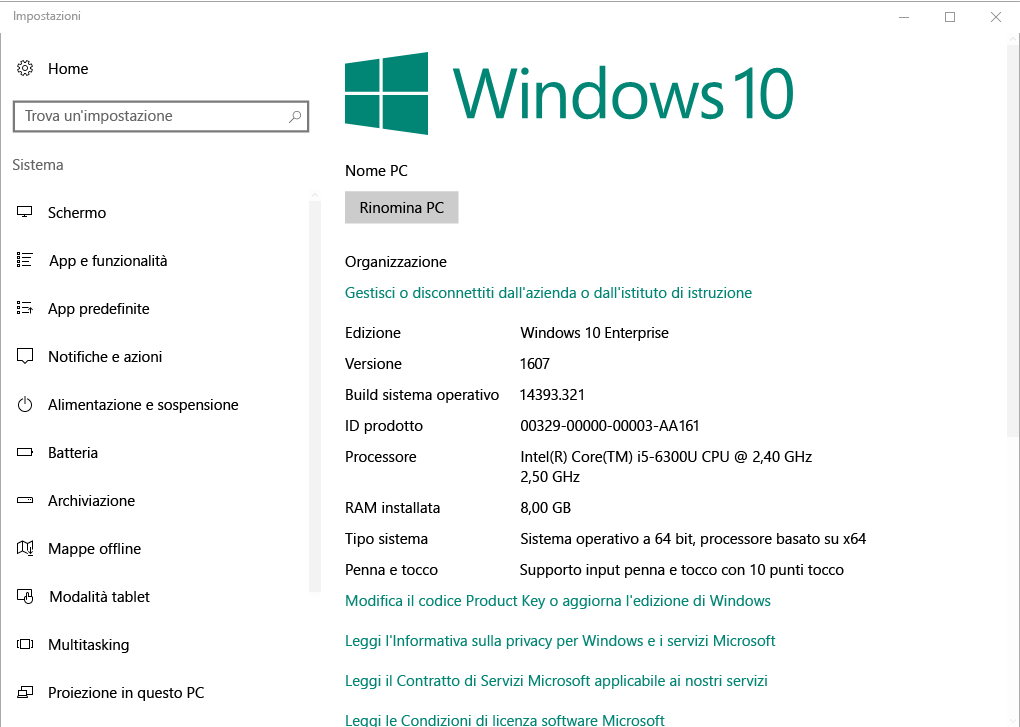 Impostazioni
Home
Trova un'impostazione
Sistema
Schermo
App e funzionalità
App predefinite
Notifiche e azioni
Alimentazione e sospensione
Batteria
Archiviazione
Mappe offline
Modalità tablet
Multitasking
Proiezione in questo PC
Windows 10
Nome PC
Rinomina PC
Organizzazione
Gestisci o disconnettiti dall'azienda o dall'istituto di istruzione
Edizione Windows 10 Enterprise
Versione 1607
Build sistema operativo 14393.321
ID prodotto 00329-00000-00003-AA161
Processore Intel(R) Core(TM) i5-6300U CPU @ 2,40 GHz
2,50 GHz
RAM installata 8,00 GB
Tipo sistema Sistema operativo a 64 bit, processore basato su x64
Penna e tocco Supporto input penna e tocco con 10 punti tocco
Modifica il codice Product Key o aggiorna l'edizione di Windows
Leggi l'Informativa sulla privacy per Windows e i servizi Microsoft
Leggi il Contratto di Servizi Microsoft applicabile ai nostri servizi
Leggi le Condizioni di licenza software Microsoft